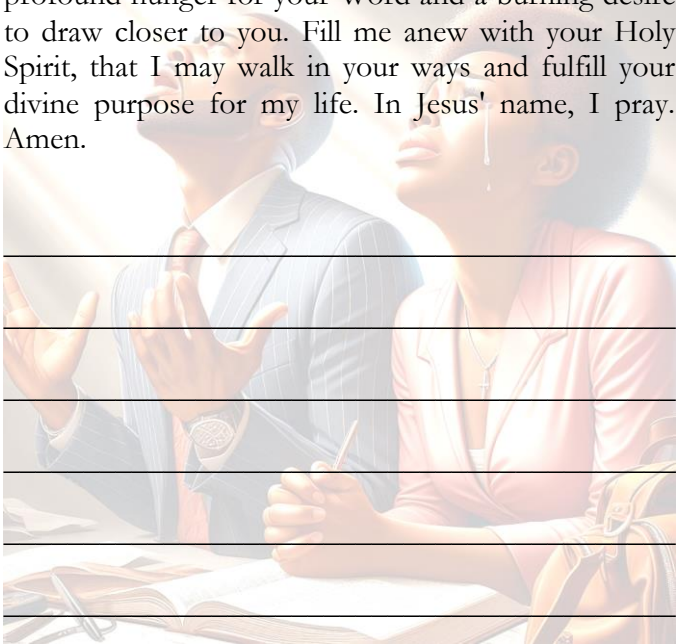 profound hunger for your Word and a burning desire
to draw closer to you. Fill me anew with your Holy
Spirit, that I may walk in your ways and fulfill your
divine purpose for my life. In Jesus' name, I pray.
Amen.